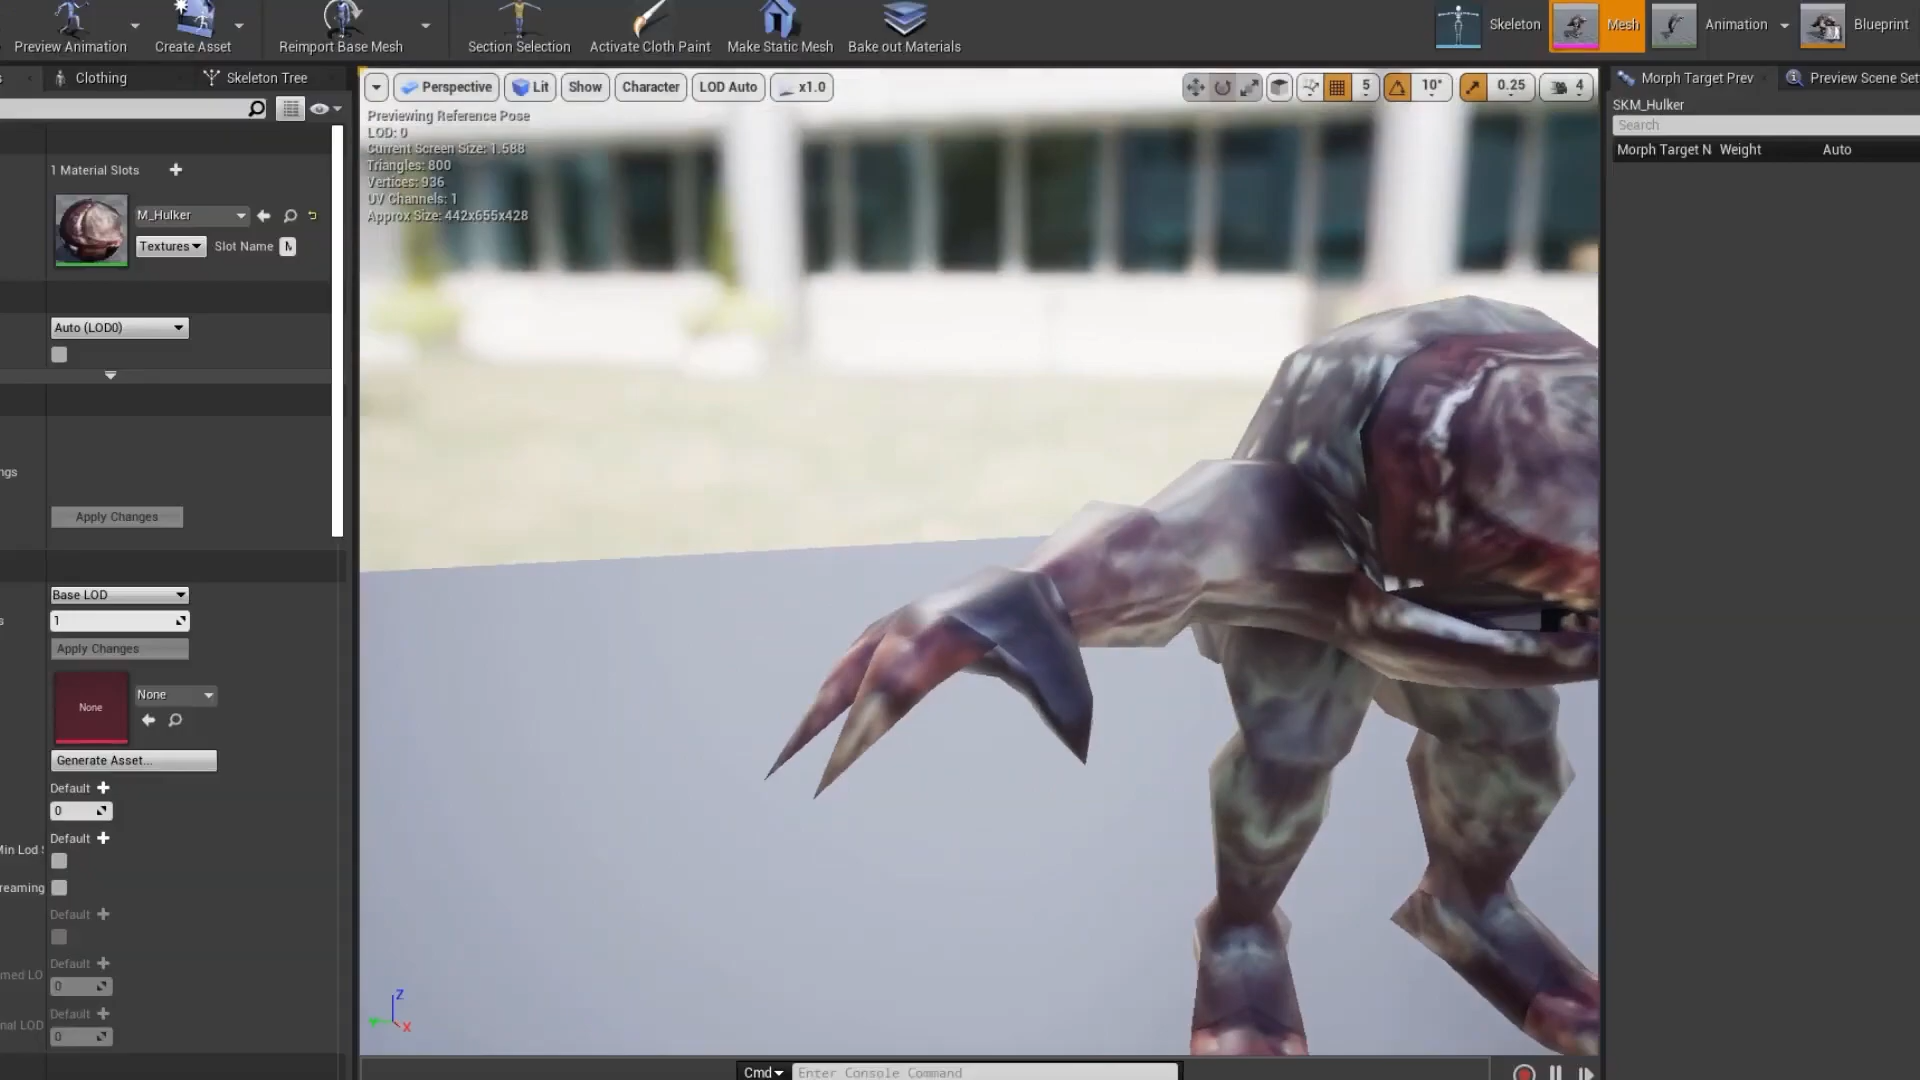 Preview Animation
Create Asset
Reimport Base Mesh
Section Selection
Activate Cloth Paint
Make Static Mesh
Bake out Materials
Skeleton
Mesh
Animation
Blueprint
Clothing
Skeleton Tree
Perspective
Lit
Show
Character
LOD Auto
x1.0
5
10°
0.25
4
Morph Target Prev
Preview Scene Set
SKM_Hulker
Search
Morph Target N Weight Auto
Previewing Reference Pose
LOD: 0
Current Screen Size: 1.588
Triangles: 800
Vertices: 936
UV Channels: 1
Approx Size: 442x655x428
1 Material Slots
M_Hulker
Textures
Slot Name M
Auto (LOD0)
ngs
Apply Changes
Base LOD
s 1
Apply Changes
None
None
Generate Asset...
Default
0
Default
Min Lod S
reaming
Default
Default
med LO 0
Default
nal LOD 0
Z
X
Cmd
Enter Console Command